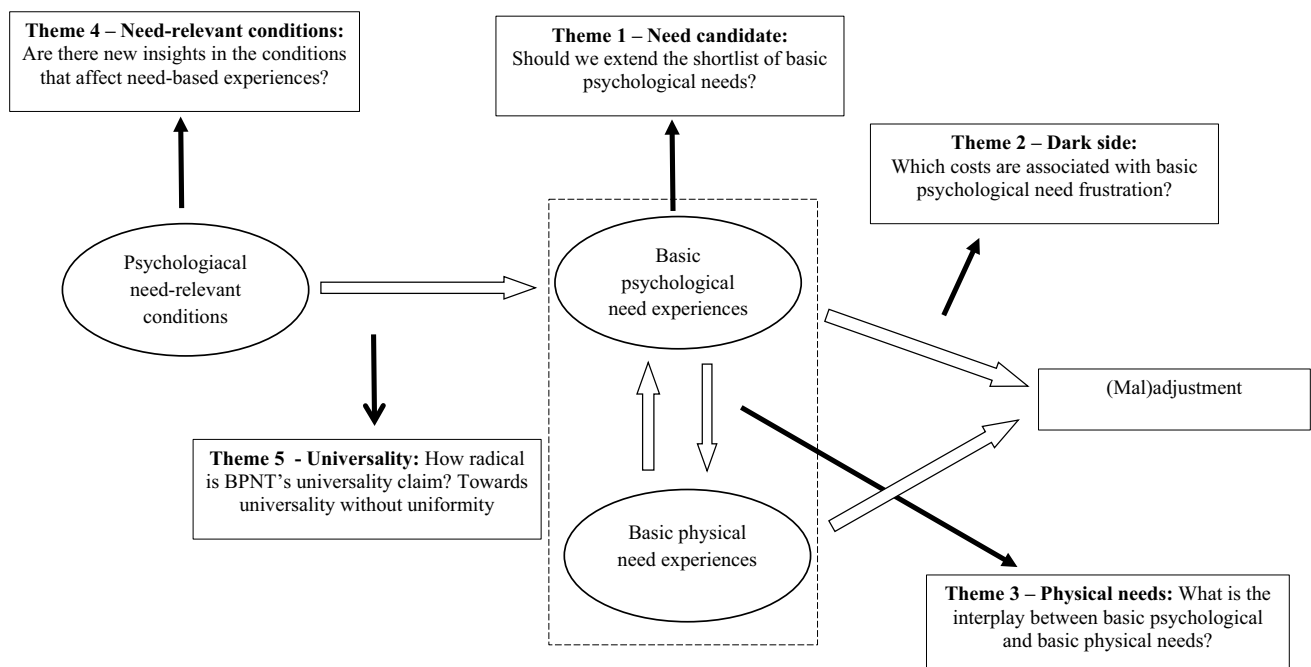 Theme 4 – Need-relevant conditions:
Are there new insights in the conditions
that affect need-based experiences?
Theme 1 – Need candidate:
Should we extend the shortlist of basic
psychological needs?
Theme 2 – Dark side:
Which costs are associated with basic
psychological need frustration?
Psychologiacal
need-relevant
conditions
Basic
psychological
need experiences
(Mal)adjustment
Theme 5 - Universality: How radical
is BPNT’s universality claim? Towards
universality without uniformity
Basic physical
need experiences
Theme 3 – Physical needs: What is the
interplay between basic psychological
and basic physical needs?